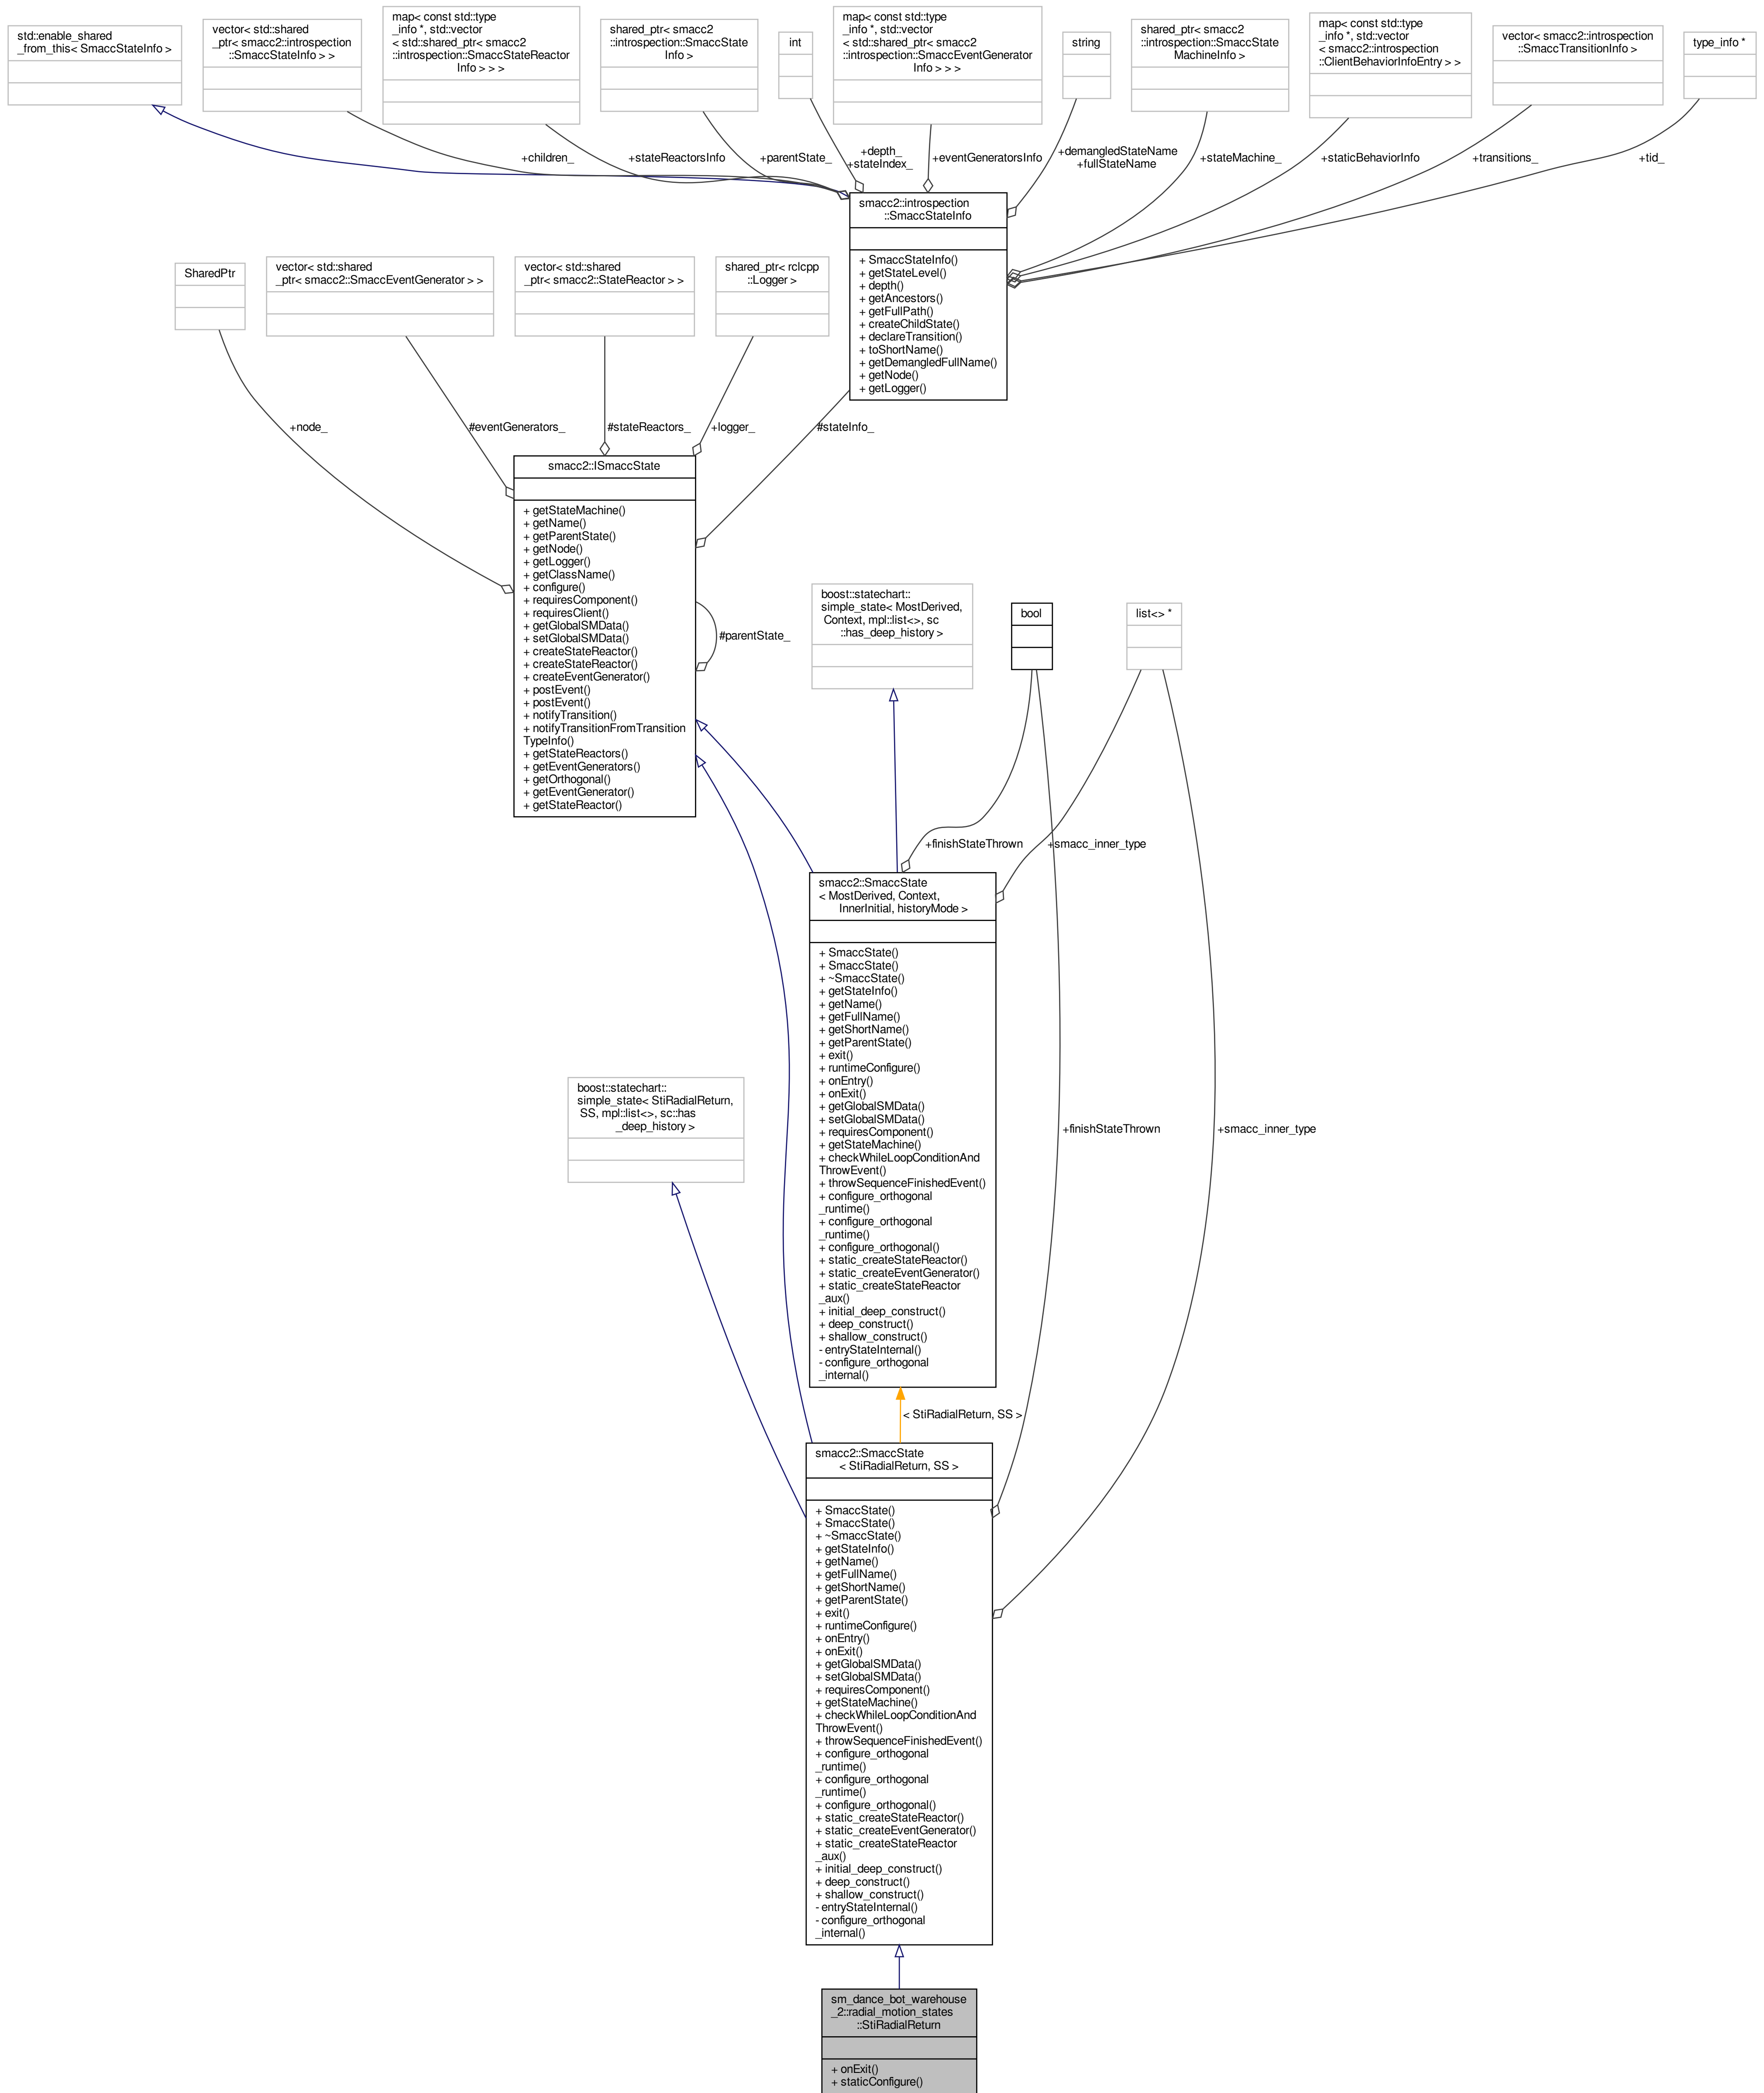 std::enable_shared
_from_this< SmaccStateInfo >
vector< std::shared
_ptr< smacc2::introspection
::SmaccStateInfo > >
map< const std::type
_info *, std::vector
< std::shared_ptr< smacc2
::introspection::SmaccStateReactor
Info > > >
shared_ptr< smacc2
::introspection::SmaccState
Info >
int
map< const std::type
_info *, std::vector
< std::shared_ptr< smacc2
::introspection::SmaccEventGenerator
Info > > >
string
shared_ptr< smacc2
::introspection::SmaccState
MachineInfo >
map< const std::type
_info *, std::vector
< smacc2::introspection
::ClientBehaviorInfoEntry > >
vector< smacc2::introspection
::SmaccTransitionInfo >
type_info *
+children_
+stateReactorsInfo
+parentState_
+depth_
+stateIndex_
+eventGeneratorsInfo
+demangledStateName
+fullStateName
+stateMachine_
+staticBehaviorInfo
+transitions_
+tid_
smacc2::introspection
::SmaccStateInfo
+ SmaccStateInfo()
+ getStateLevel()
+ depth()
+ getAncestors()
+ getFullPath()
+ createChildState()
+ declareTransition()
+ toShortName()
+ getDemangledFullName()
+ getNode()
+ getLogger()
SharedPtr
vector< std::shared
_ptr< smacc2::SmaccEventGenerator > >
vector< std::shared
_ptr< smacc2::StateReactor > >
shared_ptr< rclcpp
::Logger >
+node_
#eventGenerators_
#stateReactors_
+logger_
#stateInfo_
smacc2::ISmaccState
+ getStateMachine()
+ getName()
+ getParentState()
+ getNode()
+ getLogger()
+ getClassName()
+ configure()
+ requiresComponent()
+ requiresClient()
+ getGlobalSMData()
+ setGlobalSMData()
+ createStateReactor()
+ createStateReactor()
+ createEventGenerator()
+ postEvent()
+ postEvent()
+ notifyTransition()
+ notifyTransitionFromTransition
TypeInfo()
+ getStateReactors()
+ getEventGenerators()
+ getOrthogonal()
+ getEventGenerator()
+ getStateReactor()
#parentState_
boost::statechart::
simple_state< MostDerived,
Context, mpl::list<>, sc
::has_deep_history >
bool
list<> *
+finishStateThrown
+smacc_inner_type
smacc2::SmaccState
< MostDerived, Context,
InnerInitial, historyMode >
+ SmaccState()
+ SmaccState()
+ ~SmaccState()
+ getStateInfo()
+ getName()
+ getFullName()
+ getShortName()
+ getParentState()
+ exit()
+ runtimeConfigure()
+ onEntry()
+ onExit()
+ getGlobalSMData()
+ setGlobalSMData()
+ requiresComponent()
+ getStateMachine()
+ checkWhileLoopConditionAnd
ThrowEvent()
+ throwSequenceFinishedEvent()
+ configure_orthogonal
_runtime()
+ configure_orthogonal
_runtime()
+ configure_orthogonal()
+ static_createStateReactor()
+ static_createEventGenerator()
+ static_createStateReactor
_aux()
+ initial_deep_construct()
+ deep_construct()
+ shallow_construct()
- entryStateInternal()
- configure_orthogonal
_internal()
boost::statechart::
simple_state< StiRadialReturn,
SS, mpl::list<>, sc::has
_deep_history >
+finishStateThrown
+smacc_inner_type
< StiRadialReturn, SS >
smacc2::SmaccState
< StiRadialReturn, SS >
+ SmaccState()
+ SmaccState()
+ ~SmaccState()
+ getStateInfo()
+ getName()
+ getFullName()
+ getShortName()
+ getParentState()
+ exit()
+ runtimeConfigure()
+ onEntry()
+ onExit()
+ getGlobalSMData()
+ setGlobalSMData()
+ requiresComponent()
+ getStateMachine()
+ checkWhileLoopConditionAnd
ThrowEvent()
+ throwSequenceFinishedEvent()
+ configure_orthogonal
_runtime()
+ configure_orthogonal
_runtime()
+ configure_orthogonal()
+ static_createStateReactor()
+ static_createEventGenerator()
+ static_createStateReactor
_aux()
+ initial_deep_construct()
+ deep_construct()
+ shallow_construct()
- entryStateInternal()
- configure_orthogonal
_internal()
sm_dance_bot_warehouse
_2::radial_motion_states
::StiRadialReturn
+ onExit()
+ staticConfigure()